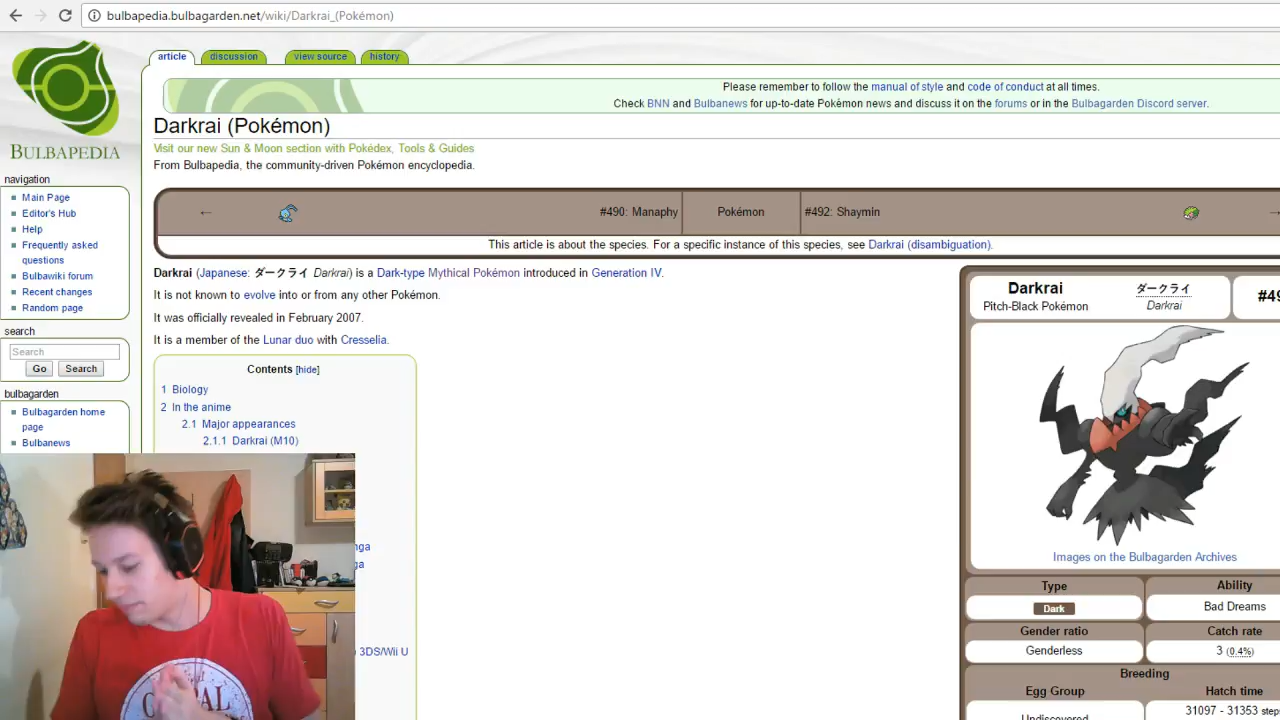 bulbapedia.bulbagarden.net/wiki/Darkrai_(Pokémon)
article
discussion
view source
history
Please remember to follow the manual of style and code of conduct at all times.
Check BNN and Bulbanews for up-to-date Pokémon news and discuss it on the forums or in the Bulbagarden Discord server.
BULBAPEDIA
Darkrai (Pokémon)
Visit our new Sun & Moon section with Pokédex, Tools & Guides
From Bulbapedia, the community-driven Pokémon encyclopedia.
navigation
Main Page
Editor's Hub
Help
Frequently asked
questions
Bulbawiki forum
Recent changes
Random page
search
Search
Go
Search
bulbagarden
Bulbagarden home
page
Bulbanews
←
#490: Manaphy
Pokémon
#492: Shaymin
This article is about the species. For a specific instance of this species, see Darkrai (disambiguation).
Darkrai (Japanese: ダークライ Darkrai) is a Dark-type Mythical Pokémon introduced in Generation IV.
It is not known to evolve into or from any other Pokémon.
It was officially revealed in February 2007.
It is a member of the Lunar duo with Cresselia.
Contents [hide]
1 Biology
2 In the anime
2.1 Major appearances
2.1.1 Darkrai (M10)
nga
ga
3DS/Wii U
Darkrai
Pitch-Black Pokémon
ダークライ
Darkrai
#49
Images on the Bulbagarden Archives
Type
Dark
Ability
Bad Dreams
Gender ratio
Genderless
Catch rate
3 (0.4%)
Breeding
Egg Group
Undiscovered
Hatch time
31097 - 31353 steps